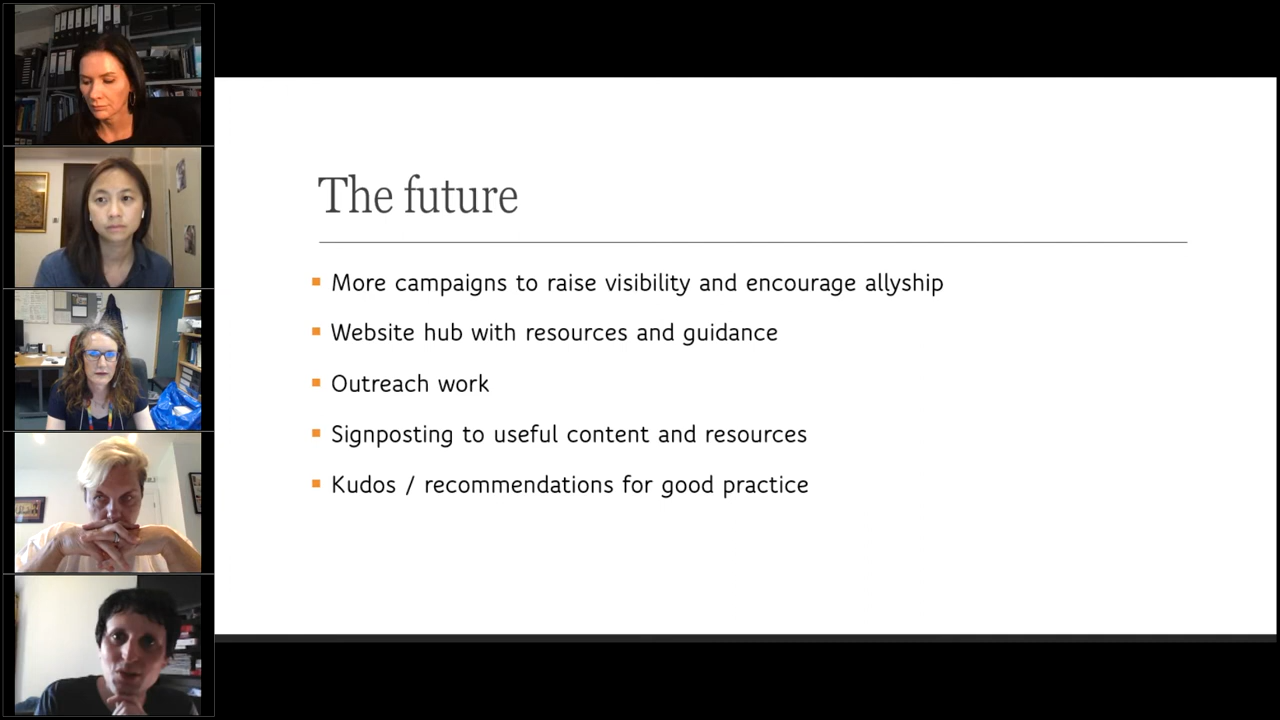 The future
More campaigns to raise visibility and encourage allyship
Website hub with resources and guidance
Outreach work
Signposting to useful content and resources
Kudos / recommendations for good practice